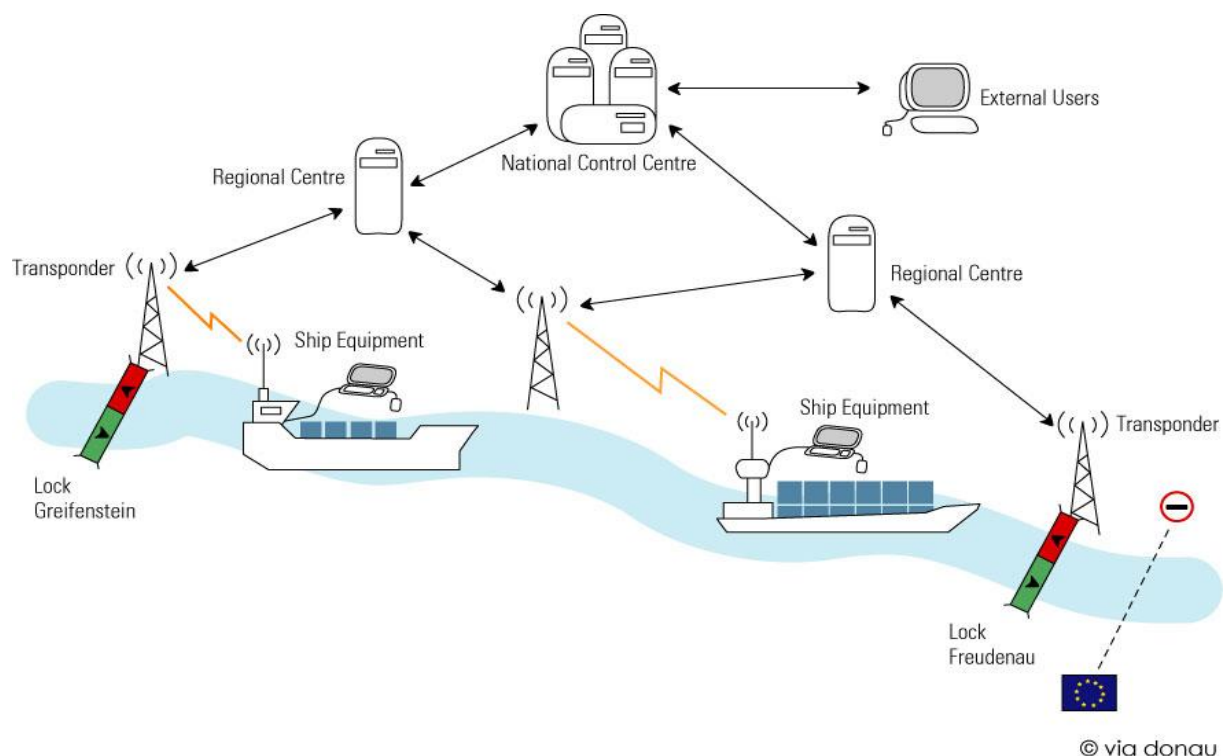 External Users
National Control Centre
Regional Centre
Transponder
Regional Centre
Ship Equipment
Ship Equipment
Transponder
Lock
Greifenstein
Lock
Freudenau
© via donau